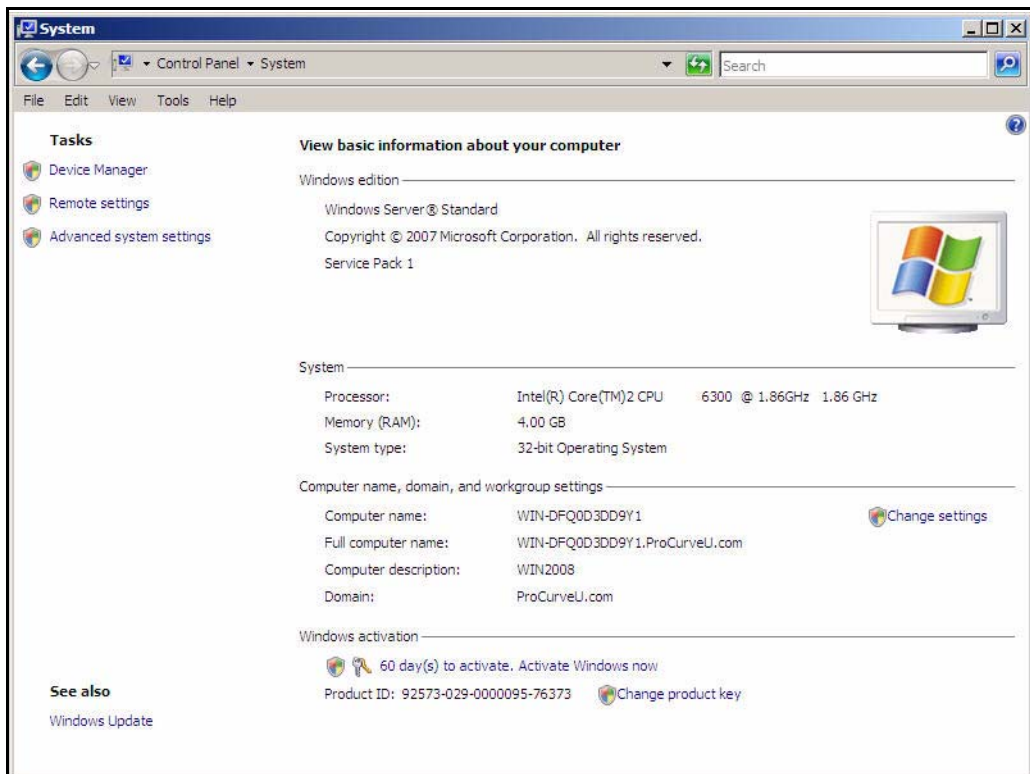 System
Control Panel System
Search
File Edit View Tools Help
Tasks
Device Manager
Remote settings
Advanced system settings
See also
Windows Update
View basic information about your computer
Windows edition
Windows Server® Standard
Copyright © 2007 Microsoft Corporation. All rights reserved.
Service Pack 1
System
Processor: Intel(R) Core(TM)2 CPU 6300 @ 1.86GHz 1.86 GHz
Memory (RAM): 4.00 GB
System type: 32-bit Operating System
Computer name, domain, and workgroup settings
Computer name: WIN-DFQ0D3DD9Y1 Change settings
Full computer name: WIN-DFQ0D3DD9Y1.ProCurveU.com
Computer description: WIN2008
Domain: ProCurveU.com
Windows activation
60 day(s) to activate. Activate Windows now
Product ID: 92573-029-0000095-76373 Change product key